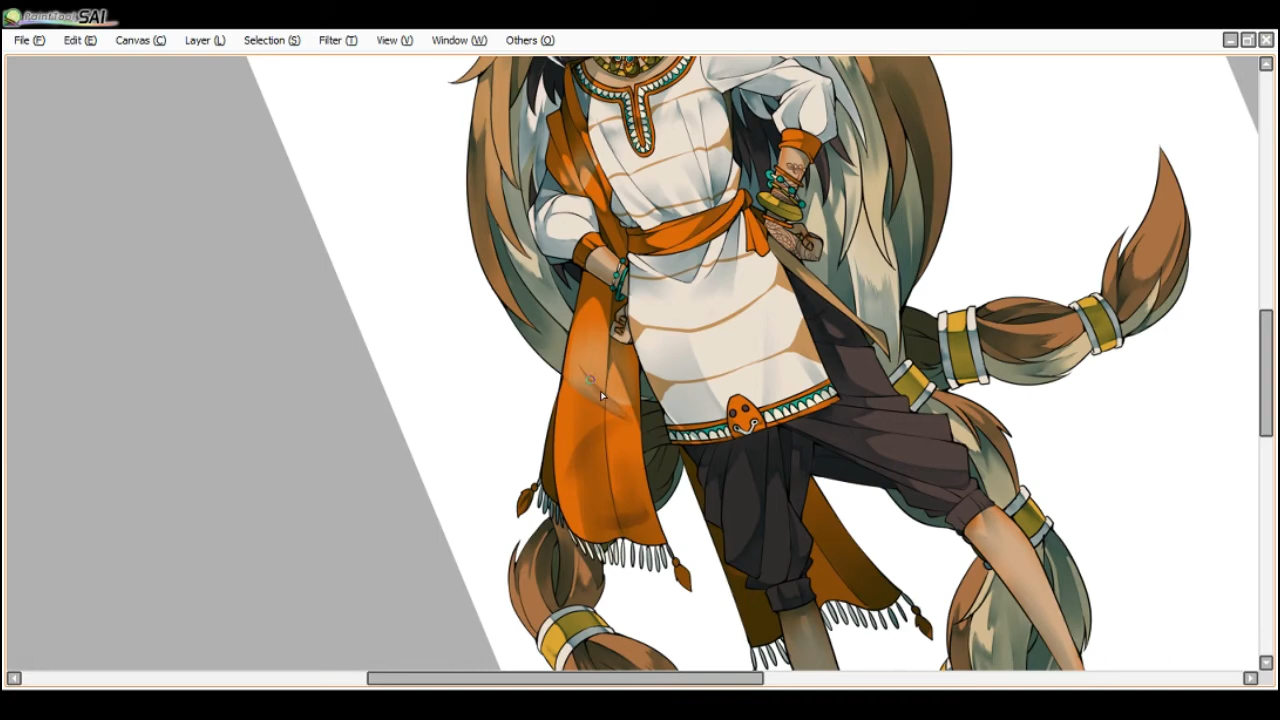 PaintTool SAI
File (F) Edit (E) Canvas (C) Layer (L) Selection (S) Filter (T) View (V) Window (W) Others (O)